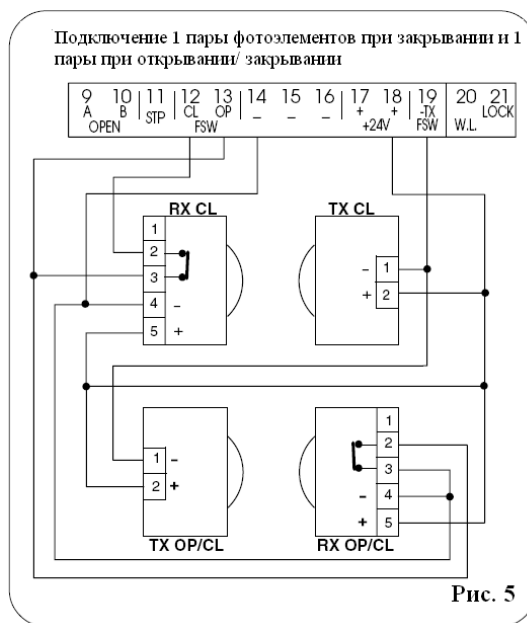 Подключение 1 пары фотоэлементов при закрывании и 1
пары при открывании/ закрывании
9 10 11 12 13 14 15 16 17 18 19 20 21
A B STP CL OP – – – + + -TX W.L. LOCK
OPEN FSW +24V FSW
RX CL
1
2
3
4 –
5 +
TX CL
– 1
+ 2
1 –
2 +
TX OP/CL
1
2
3
– 4
+ 5
RX OP/CL
Рис. 5